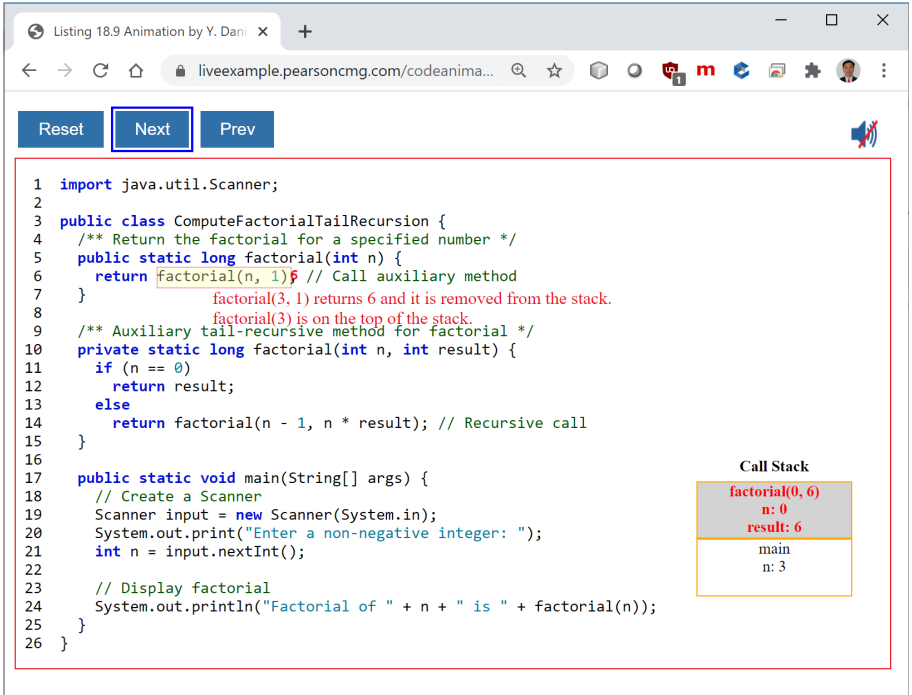 Listing 18.9 Animation by Y. Dani
liveexample.pearsoncmg.com/codeanima...
1
m
Reset
Next
Prev
1 import java.util.Scanner;
2
3 public class ComputeFactorialTailRecursion {
4 /** Return the factorial for a specified number */
5 public static long factorial(int n) {
6 return factorial(n, 1);6 // Call auxiliary method
7 }
factorial(3, 1) returns 6 and it is removed from the stack.
8
factorial(3) is on the top of the stack.
9 /** Auxiliary tail-recursive method for factorial */
10 private static long factorial(int n, int result) {
11 if (n == 0)
12 return result;
13 else
14 return factorial(n - 1, n * result); // Recursive call
15 }
16
17 public static void main(String[] args) {
18 // Create a Scanner
19 Scanner input = new Scanner(System.in);
20 System.out.print("Enter a non-negative integer: ");
21 int n = input.nextInt();
22
23 // Display factorial
24 System.out.println("Factorial of " + n + " is " + factorial(n));
25 }
26 }
Call Stack
factorial(0, 6)
n: 0
result: 6
main
n: 3